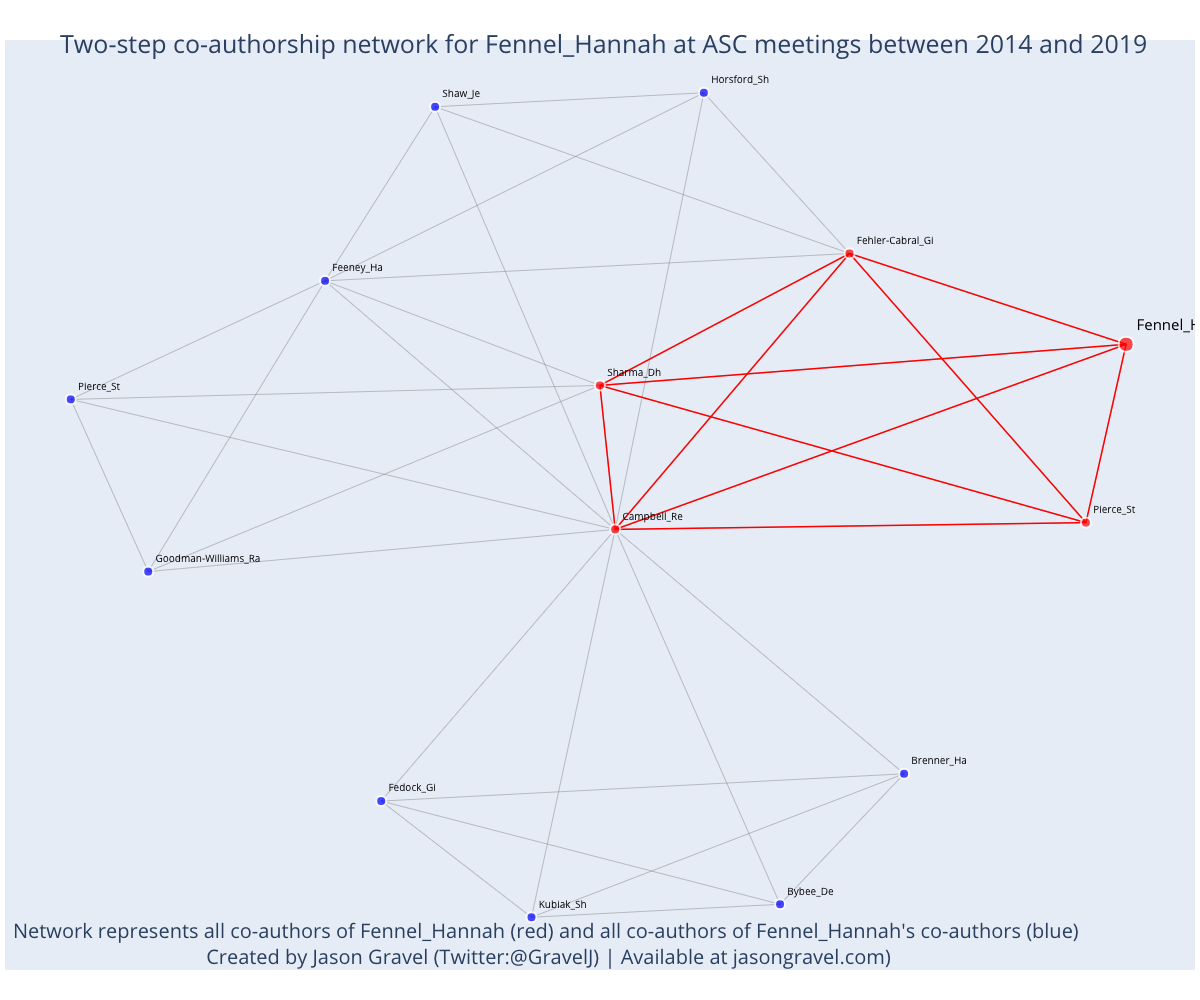 Two-step co-authorship network for Fennel_Hannah at ASC meetings between 2014 and 2019
Horsford_Sh
Shaw_Je
Fehler-Cabral_Gi
Feeney_Ha
Fennel_H
Sharma_Dh
Pierce_St
Pierce_St
Campbell_Re
Goodman-Williams_Ra
Brenner_Ha
Fedock_Gi
Bybee_De
Kubiak_Sh
Network represents all co-authors of Fennel_Hannah (red) and all co-authors of Fennel_Hannah's co-authors (blue)
Created by Jason Gravel (Twitter:@GravelJ) | Available at jasongravel.com)